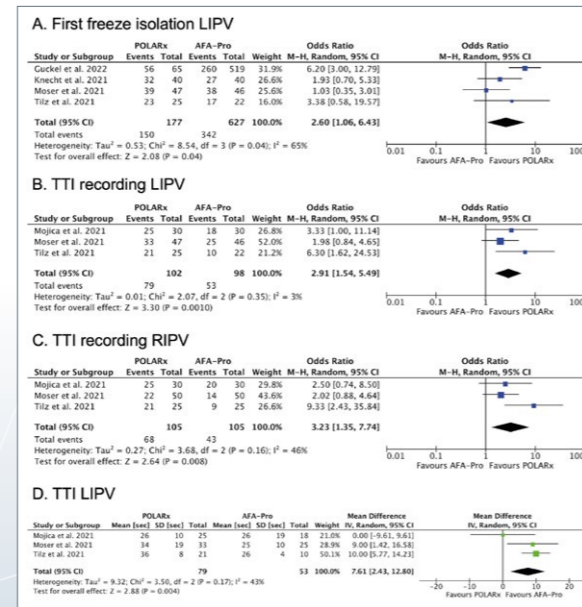 A. First freeze isolation LIPV
POLARx AFA-Pro Odds Ratio Odds Ratio
Study or Subgroup Events Total Events Total Weight M-H, Random, 95% CI M-H, Random, 95% CI
Guckel et al. 2022 56 65 260 519 31.9% 6.20 [3.00, 12.79]
Knecht et al. 2021 32 40 27 40 26.6% 1.93 [0.70, 5.33]
Moser et al. 2021 39 47 38 46 25.6% 1.03 [0.35, 3.01]
Tilz et al. 2021 23 25 17 22 15.9% 3.38 [0.58, 19.57]
Total (95% CI) 177 627 100.0% 2.60 [1.06, 6.43]
Total events 150 342
Heterogeneity: Tau² = 0.53; Chi² = 8.54, df = 3 (P = 0.04); I² = 65%
Test for overall effect: Z = 2.08 (P = 0.04)
0.01 0.1 1 10 100
Favours AFA-Pro Favours POLARx
B. TTI recording LIPV
POLARx AFA-Pro Odds Ratio Odds Ratio
Study or Subgroup Events Total Events Total Weight M-H, Random, 95% CI M-H, Random, 95% CI
Mojica et al. 2021 25 30 18 30 26.8% 3.33 [1.00, 11.14]
Moser et al. 2021 33 47 25 46 52.0% 1.98 [0.84, 4.65]
Tilz et al. 2021 21 25 10 22 21.2% 6.30 [1.62, 24.53]
Total (95% CI) 102 98 100.0% 2.91 [1.54, 5.49]
Total events 79 53
Heterogeneity: Tau² = 0.01; Chi² = 2.07, df = 2 (P = 0.35); I² = 3%
Test for overall effect: Z = 3.30 (P = 0.0010)
0.01 0.1 1 10 100
Favours AFA-Pro Favours POLARx
C. TTI recording RIPV
POLARx AFA-Pro Odds Ratio Odds Ratio
Study or Subgroup Events Total Events Total Weight M-H, Random, 95% CI M-H, Random, 95% CI
Mojica et al. 2021 25 30 20 30 29.8% 2.50 [0.74, 8.50]
Moser et al. 2021 22 50 14 50 43.6% 2.02 [0.88, 4.64]
Tilz et al. 2021 21 25 9 25 26.6% 9.33 [2.43, 35.84]
Total (95% CI) 105 105 100.0% 3.23 [1.35, 7.74]
Total events 68 43
Heterogeneity: Tau² = 0.27; Chi² = 3.68, df = 2 (P = 0.16); I² = 46%
Test for overall effect: Z = 2.64 (P = 0.008)
0.01 0.1 1 10 100
Favours AFA-Pro Favours POLARx
D. TTI LIPV
POLARx AFA-Pro Mean Difference Mean Difference
Study or Subgroup Mean [sec] SD [sec] Total Mean [sec] SD [sec] Total Weight IV, Random, 95% CI [sec] IV, Random, 95% CI [sec]
Mojica et al. 2021 26 10 25 26 19 18 21.0% 0.00 [-9.61, 9.61]
Moser et al. 2021 34 19 33 25 10 25 28.9% 9.00 [1.42, 16.58]
Tilz et al. 2021 36 8 21 26 4 10 50.1% 10.00 [5.77, 14.23]
Total (95% CI) 79 53 100.0% 7.61 [2.43, 12.80]
Heterogeneity: Tau² = 9.32; Chi² = 3.50, df = 2 (P = 0.17); I² = 43%
Test for overall effect: Z = 2.88 (P = 0.004)
-20 -10 0 10 20
Favours POLARx Favours AFA-Pro